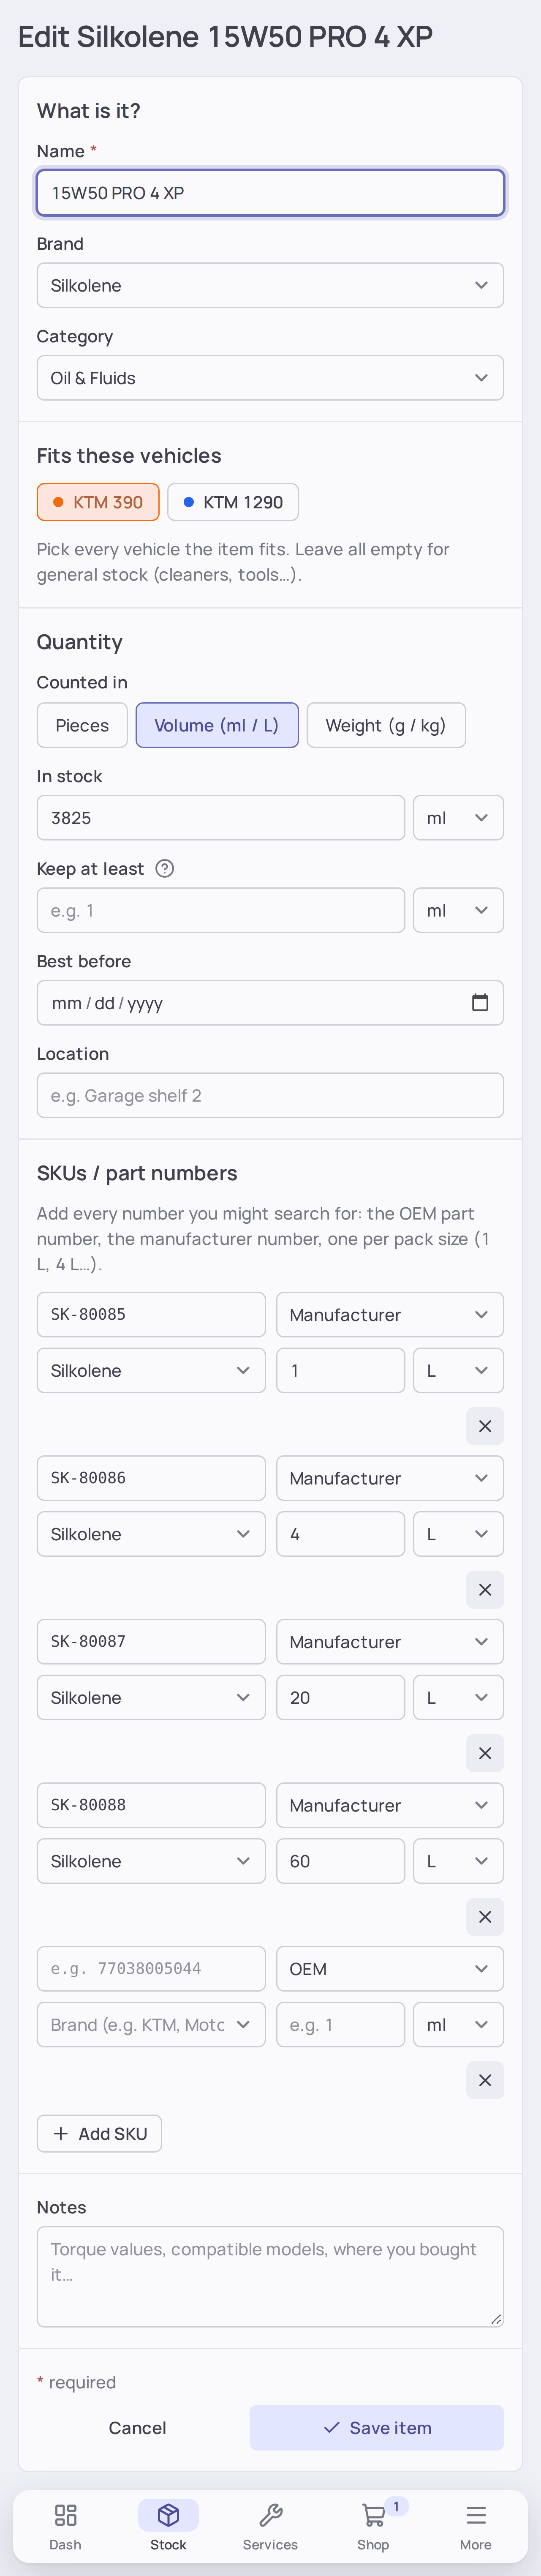 Edit Silkolene 15W50 PRO 4 XP
What is it?
Name *
15W50 PRO 4 XP
Brand
Silkolene
Category
Oil & Fluids
Fits these vehicles
KTM 390
KTM 1290
Pick every vehicle the item fits. Leave all empty for
general stock (cleaners, tools…).
Quantity
Counted in
Pieces
Volume (ml / L)
Weight (g / kg)
In stock
3825
ml
Keep at least ?
e.g. 1
ml
Best before
mm / dd / yyyy
Location
e.g. Garage shelf 2
SKUs / part numbers
Add every number you might search for: the OEM part
number, the manufacturer number, one per pack size (1
L, 4 L…).
SK-80085
Manufacturer
Silkolene
1
L
SK-80086
Manufacturer
Silkolene
4
L
SK-80087
Manufacturer
Silkolene
20
L
SK-80088
Manufacturer
Silkolene
60
L
e.g. 77038005044
OEM
Brand (e.g. KTM, Motc
e.g. 1
ml
Add SKU
Notes
Torque values, compatible models, where you bought
it…
* required
Cancel
Save item
1
Dash
Stock
Services
Shop
More